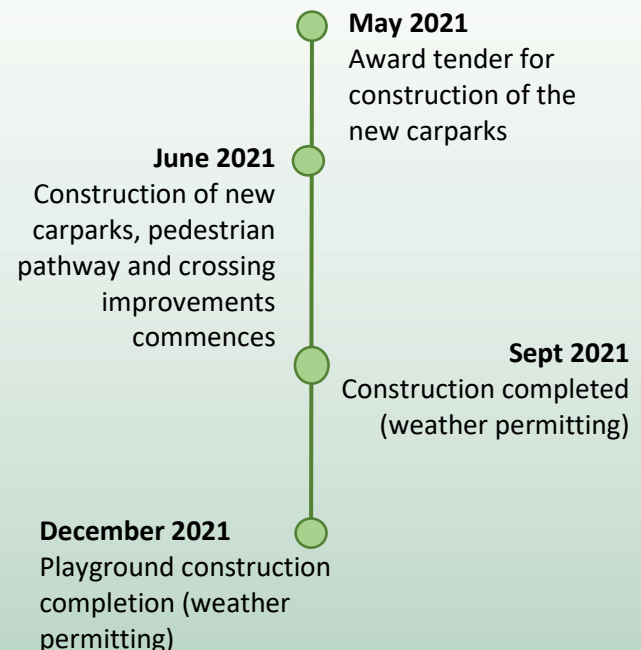 May 2021
Award tender for
construction of the
new carparks
June 2021
Construction of new
carparks, pedestrian
pathway and crossing
improvements
commences
Sept 2021
Construction completed
(weather permitting)
December 2021
Playground construction
completion (weather
permitting)